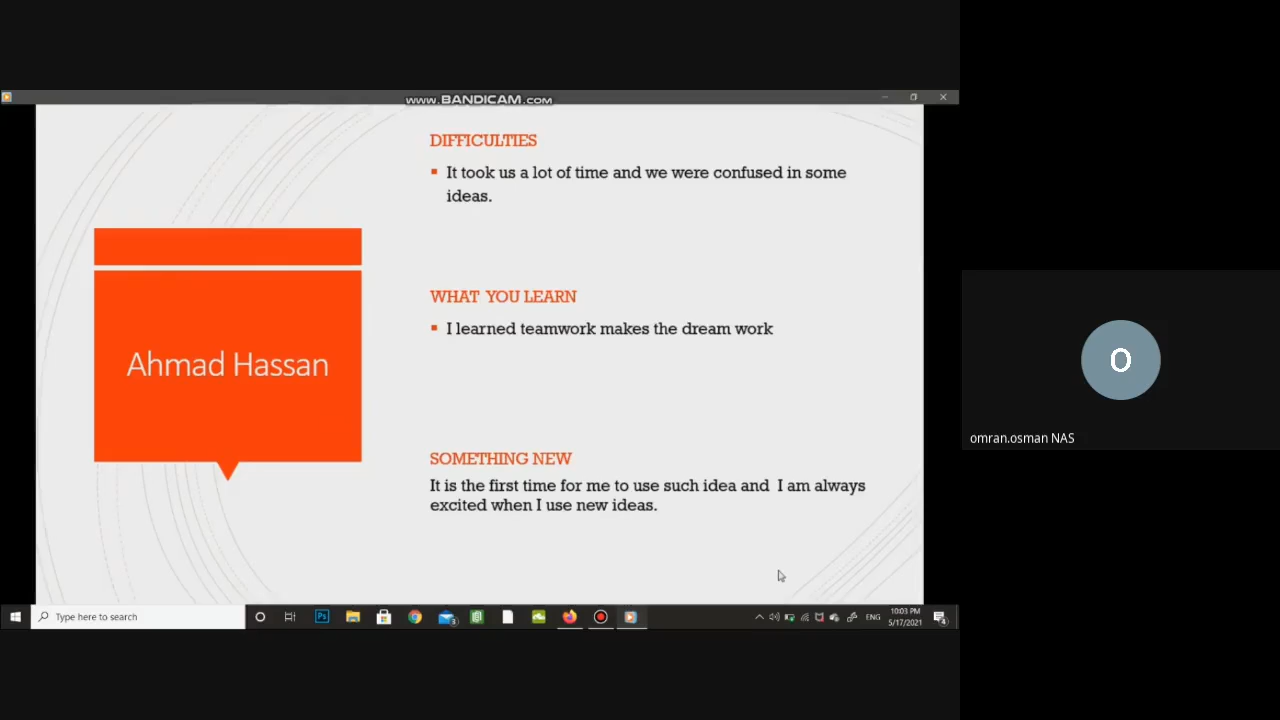 www.BANDICAM.com
DIFFICULTIES
It took us a lot of time and we were confused in some
ideas.
WHAT YOU LEARN
I learned teamwork makes the dream work
Ahmad Hassan
SOMETHING NEW
It is the first time for me to use such idea and I am always
excited when I use new ideas.
O
omran.osman NAS
Type here to search
Ps
3
ENG
10:03 PM
5/17/2021
4